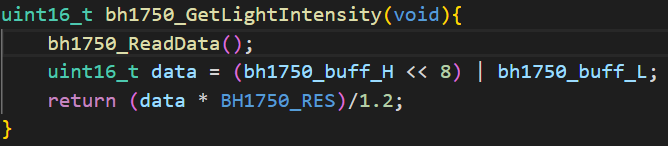 uint16_t bh1750_GetLightIntensity(void){
    bh1750_ReadData();
    uint16_t data = (bh1750_buff_H << 8) | bh1750_buff_L;
    return (data * BH1750_RES)/1.2;
}